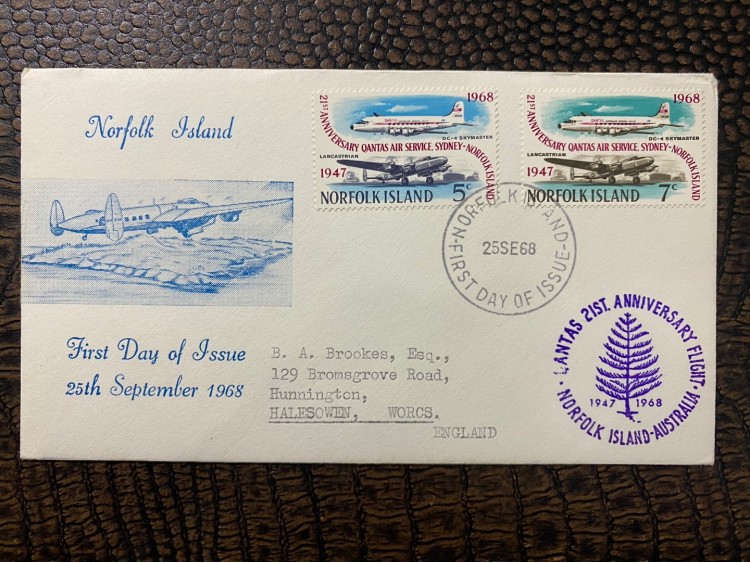 Norfolk Island
First Day of Issue
25th September 1968
1968
21ST ANNIVERSARY QANTAS AIR SERVICE, SYDNEY-NORFOLK ISLAND
DC-4 SKYMASTER
LANCASTRIAN
1947
NORFOLK ISLAND 5c
1968
21ST ANNIVERSARY QANTAS AIR SERVICE, SYDNEY-NORFOLK ISLAND
DC-4 SKYMASTER
LANCASTRIAN
1947
NORFOLK ISLAND 7c
NORFOLK ISLAND
25SE68
-FIRST DAY OF ISSUE-
B. A. Brookes, Esq.,
129 Bromsgrove Road,
Hunnington,
HALESOWEN, WORCS.
ENGLAND
QANTAS 21ST. ANNIVERSARY FLIGHT
1947 1968
NORFOLK ISLAND-AUSTRALIA